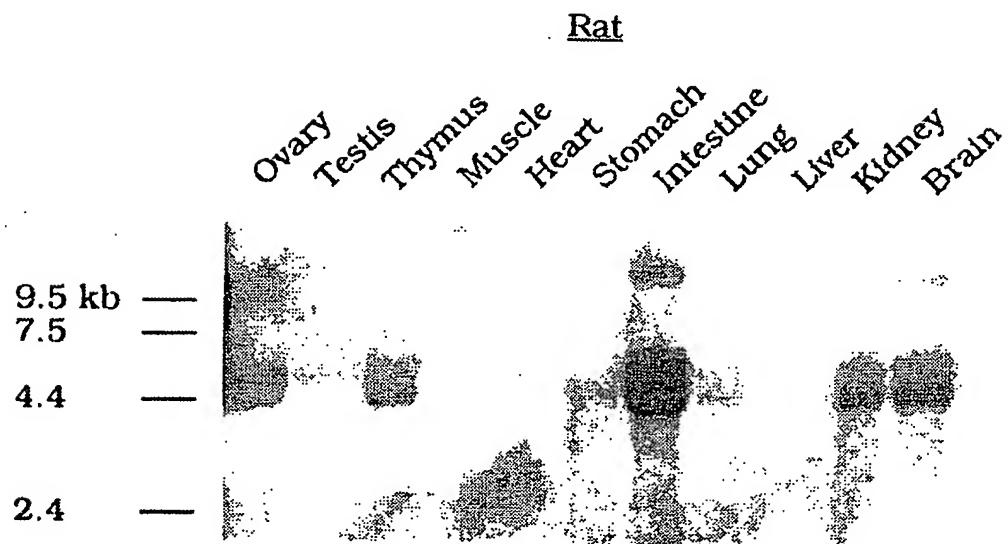 Rat
Ovary
Testis
Thymus
Muscle
Heart
Stomach
Intestine
Lung
Liver
Kidney
Brain
9.5 kb
7.5
4.4
2.4